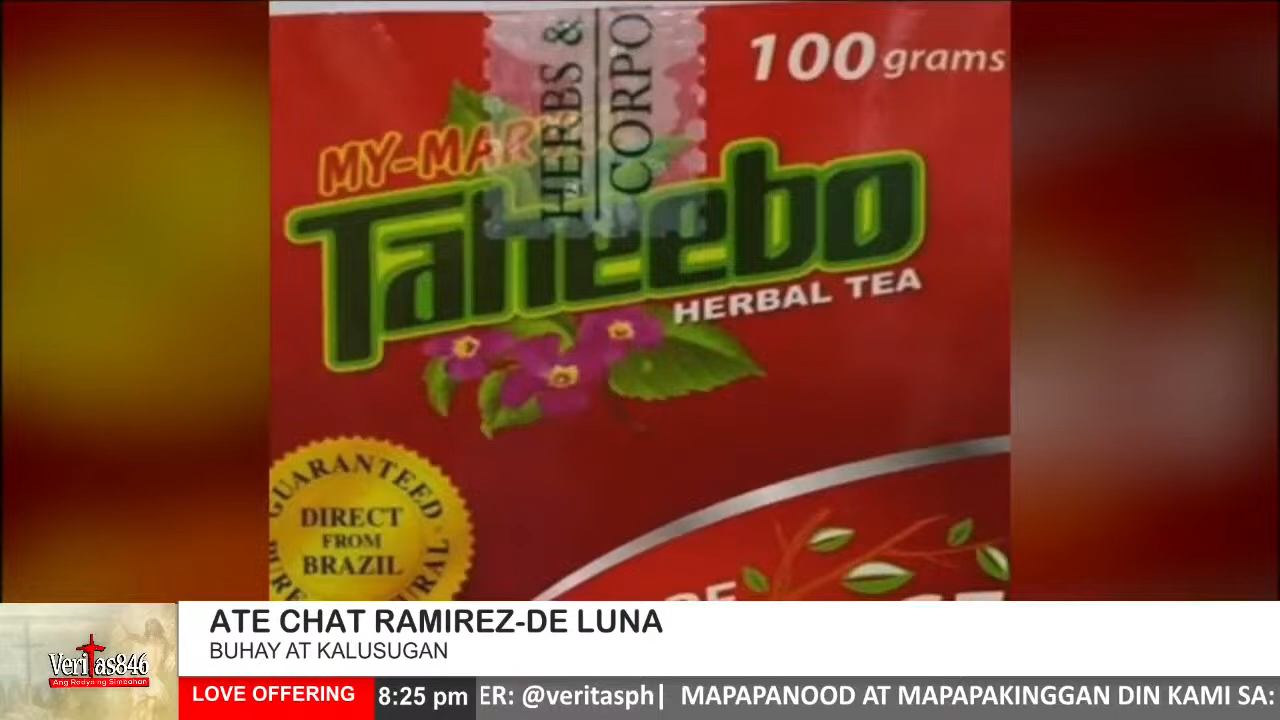 100 grams
HERBS &
CORPO
MY-MAR
Taheebo
HERBAL TEA
GUARANTEED
DIRECT
FROM
BRAZIL
ATE CHAT RAMIREZ-DE LUNA
BUHAY AT KALUSUGAN
Veritas846
Ang Radyo ng Simbahan
LOVE OFFERING
8:25 pm
ER: @veritasph| MAPAPANOOD AT MAPAPAKINGGAN DIN KAMI SA: